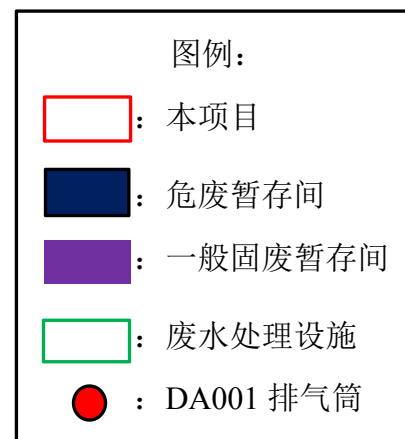 图例：
：本项目
：危废暂存间
：一般固废暂存间
：废水处理设施
：DA001 排气筒